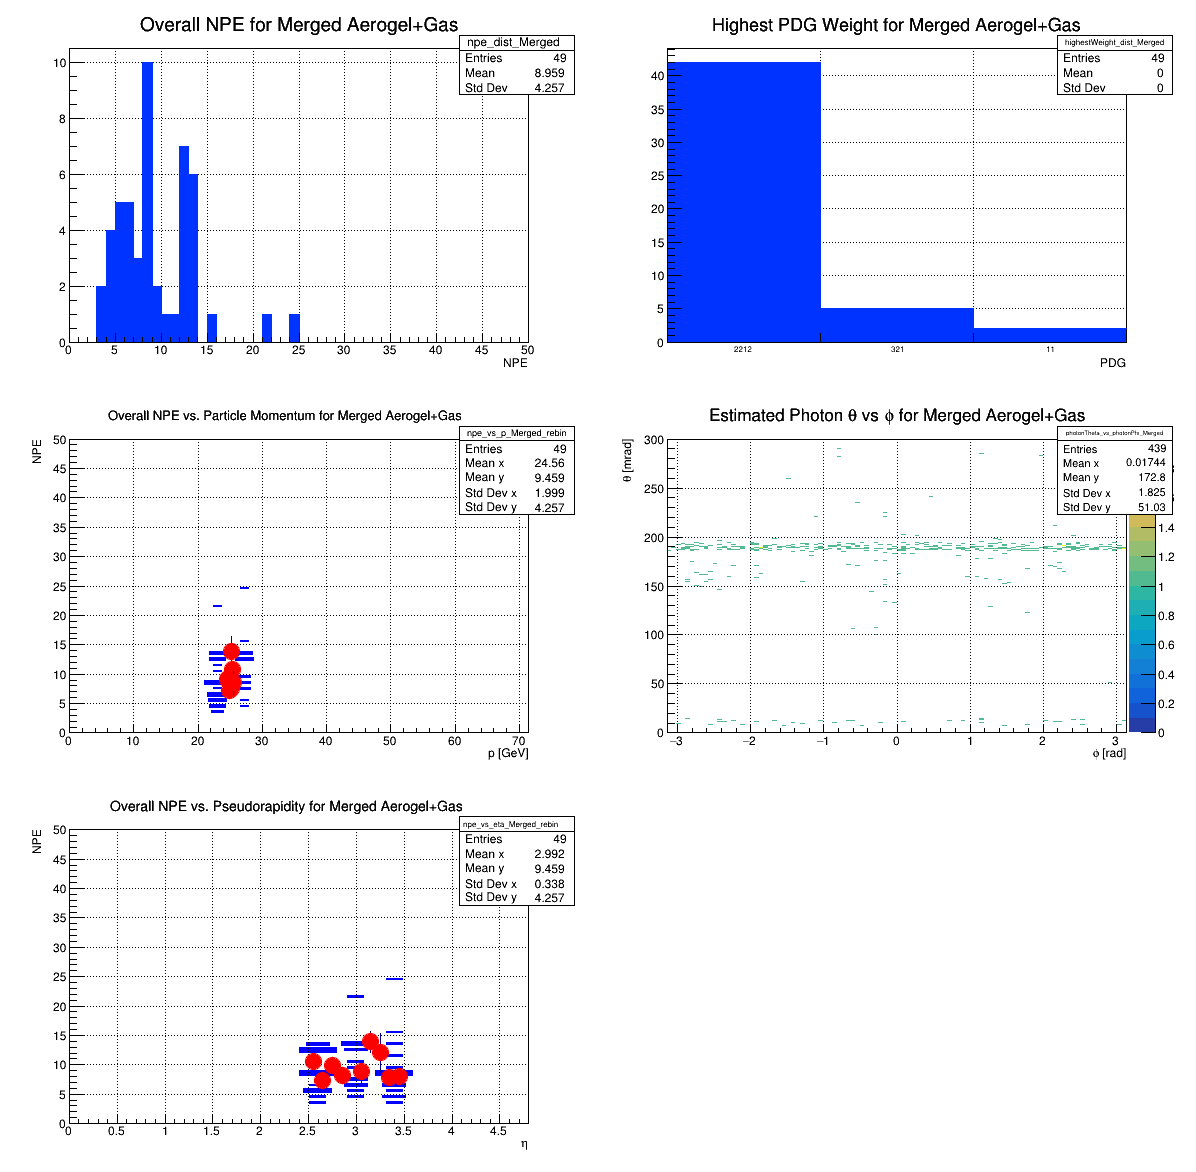 Overall NPE for Merged Aerogel+Gas
npe_dist_Merged
Entries 49
Mean 8.959
Std Dev 4.257
10
8
6
4
2
0
0 5 10 15 20 25 30 35 40 45 50
NPE
Highest PDG Weight for Merged Aerogel+Gas
highestWeight_dist_Merged
Entries 49
Mean 0
Std Dev 0
40
35
30
25
20
15
10
5
0
2212 321 11
PDG
Overall NPE vs. Particle Momentum for Merged Aerogel+Gas
npe_vs_p_Merged_rebin
Entries 49
Mean x 24.56
Mean y 9.459
Std Dev x 1.999
Std Dev y 4.257
NPE
50
45
40
35
30
25
20
15
10
5
0
0 10 20 30 40 50 60 70
p [GeV]
Estimated Photon θ vs ϕ for Merged Aerogel+Gas
photonTheta_vs_photonPhi_Merged
Entries 439
Mean x 0.01744
Mean y 172.8
Std Dev x 1.825
Std Dev y 51.03
θ [mrad]
300
250
200
150
100
50
0
−3 −2 −1 0 1 2 3
ϕ [rad]
1.4
1.2
1
0.8
0.6
0.4
0.2
0
Overall NPE vs. Pseudorapidity for Merged Aerogel+Gas
npe_vs_eta_Merged_rebin
Entries 49
Mean x 2.992
Mean y 9.459
Std Dev x 0.338
Std Dev y 4.257
NPE
50
45
40
35
30
25
20
15
10
5
0
0 0.5 1 1.5 2 2.5 3 3.5 4 4.5
η